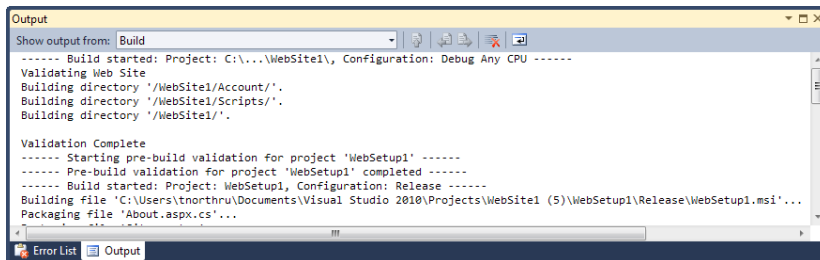 Output
Show output from: Build
------ Build started: Project: C:\...\WebSite1\, Configuration: Debug Any CPU ------
Validating Web Site
Building directory '/WebSite1/Account/'.
Building directory '/WebSite1/Scripts/'.
Building directory '/WebSite1/'.
Validation Complete
------ Starting pre-build validation for project 'WebSetup1' ------
------ Pre-build validation for project 'WebSetup1' completed ------
------ Build started: Project: WebSetup1, Configuration: Release ------
Building file 'C:\Users\tnorthru\Documents\Visual Studio 2010\Projects\WebSite1 (5)\WebSetup1\Release\WebSetup1.msi'...
Packaging file 'About.aspx.cs'...
Error List Output